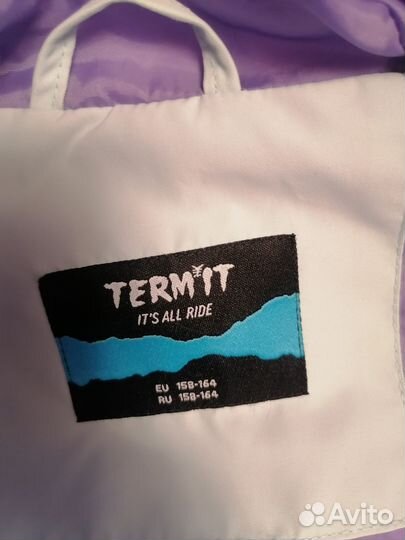 TERMIT
IT'S ALL RIDE
EU 158-164
RU 158-164
Avito